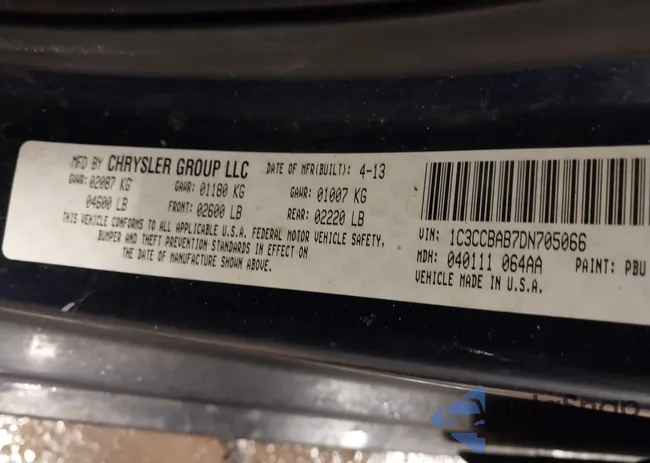 MFD BY CHRYSLER GROUP LLC DATE OF MFR(BUILT): 4-13
GVWR: 02087 KG GAWR: 01180 KG GAWR: 01007 KG
04600 LB FRONT: 02600 LB REAR: 02220 LB
THIS VEHICLE CONFORMS TO ALL APPLICABLE U.S.A. FEDERAL MOTOR VEHICLE SAFETY,
BUMPER AND THEFT PREVENTION STANDARDS IN EFFECT ON
THE DATE OF MANUFACTURE SHOWN ABOVE.
VIN: 1C3CCBAB7DN705066
MDH: 040111 064AA PAINT: PBU
VEHICLE MADE IN U.S.A.